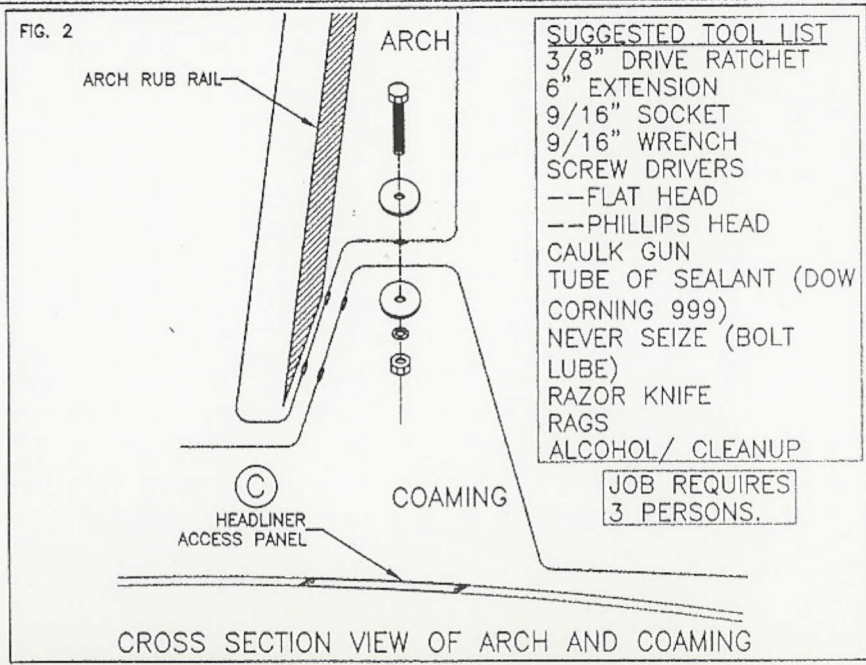 FIG. 2
ARCH
ARCH RUB RAIL
SUGGESTED TOOL LIST
3/8" DRIVE RATCHET
6" EXTENSION
9/16" SOCKET
9/16" WRENCH
SCREW DRIVERS
--FLAT HEAD
--PHILLIPS HEAD
CAULK GUN
TUBE OF SEALANT (DOW
CORNING 999)
NEVER SEIZE (BOLT
LUBE)
RAZOR KNIFE
RAGS
ALCOHOL/ CLEANUP
JOB REQUIRES
3 PERSONS.
C
HEADLINER
ACCESS PANEL
COAMING
CROSS SECTION VIEW OF ARCH AND COAMING